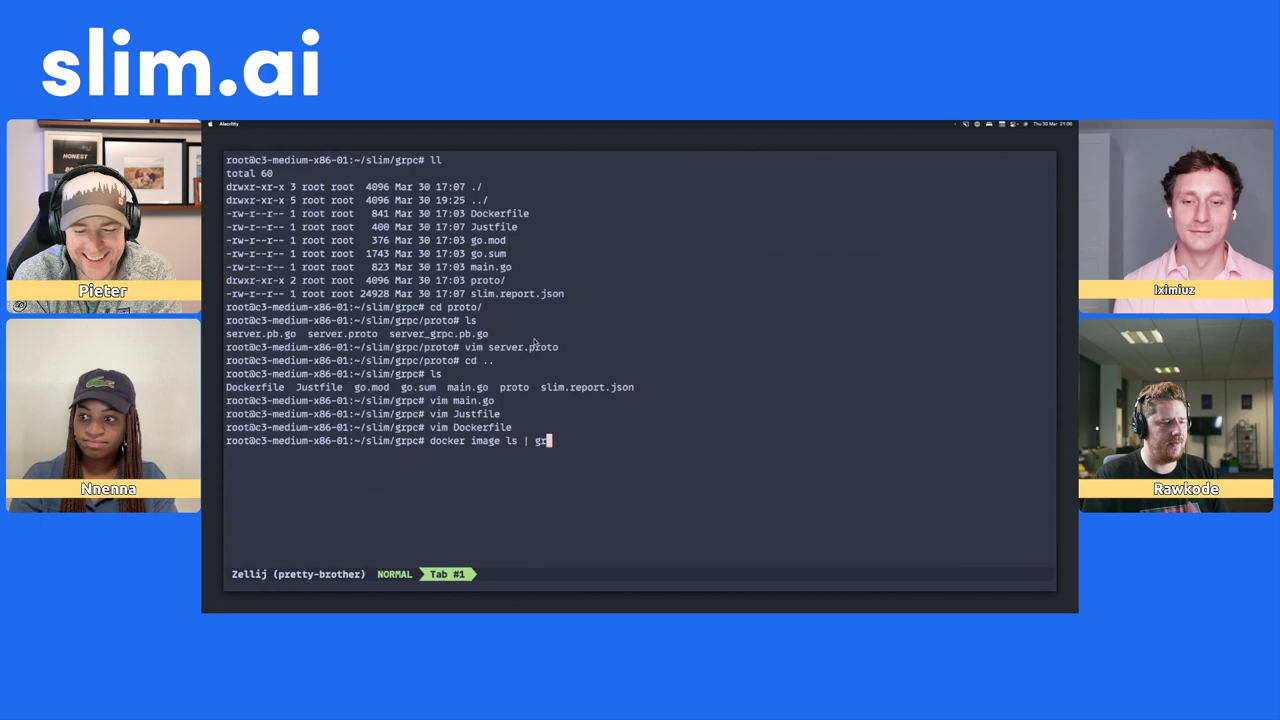 slim.ai
HONEST
Pieter
Nnenna
Iximiuz
Rawkode
Alacritty
Thu 30 Mar 21:06
root@c3-medium-x86-01:~/slim/grpc# ll
total 60
drwxr-xr-x 3 root root  4096 Mar 30 17:07 ./
drwxr-xr-x 5 root root  4096 Mar 30 19:25 ../
-rw-r--r-- 1 root root   841 Mar 30 17:03 Dockerfile
-rw-r--r-- 1 root root   400 Mar 30 17:07 Justfile
-rw-r--r-- 1 root root   376 Mar 30 17:03 go.mod
-rw-r--r-- 1 root root  1743 Mar 30 17:03 go.sum
-rw-r--r-- 1 root root   823 Mar 30 17:03 main.go
drwxr-xr-x 2 root root  4096 Mar 30 17:03 proto/
-rw-r--r-- 1 root root 24928 Mar 30 17:07 slim.report.json
root@c3-medium-x86-01:~/slim/grpc# cd proto/
root@c3-medium-x86-01:~/slim/grpc/proto# ls
server.pb.go  server.proto  server_grpc.pb.go
root@c3-medium-x86-01:~/slim/grpc/proto# vim server.proto
root@c3-medium-x86-01:~/slim/grpc/proto# cd ..
root@c3-medium-x86-01:~/slim/grpc# ls
Dockerfile  Justfile  go.mod  go.sum  main.go  proto  slim.report.json
root@c3-medium-x86-01:~/slim/grpc# vim main.go
root@c3-medium-x86-01:~/slim/grpc# vim Justfile
root@c3-medium-x86-01:~/slim/grpc# vim Dockerfile
root@c3-medium-x86-01:~/slim/grpc# docker image ls | gr
Zellij (pretty-brother)  NORMAL  Tab #1